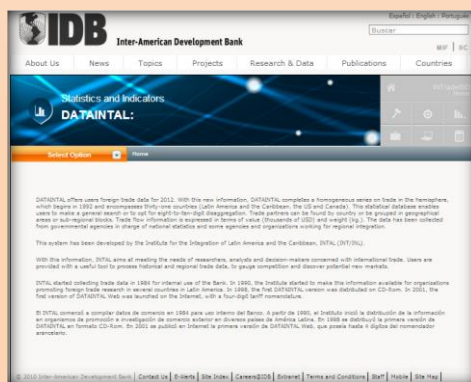 Español | English | Portugues
IDB Inter-American Development Bank
Buscar
MIF | IIC
About Us News Topics Projects Research & Data Publications Countries
Statistics and Indicators
DATAINTAL:
Home
Select Option Home
DATAINTAL offers users foreign trade data for 2012. With this new information, DATAINTAL completes a homogeneous series on trade in the hemisphere,
which begins in 1992 and encompasses thirty-one countries (Latin America and the Caribbean, the US and Canada). This statistical database enables
users to make a general search or to opt for eight-to-ten-digit disaggregation. Trade partners can be found by country or be grouped in geographical
areas or sub-regional blocks. Trade flow information is expressed in terms of value (thousands of USD) and weight (kg.). The data has been collected
from governmental agencies in charge of national statistics and some agencies and organizations working for regional integration.
This system has been developed by the Institute for the Integration of Latin America and the Caribbean, INTAL (INT/INL).
With this information, INTAL aims at meeting the needs of researchers, analysts and decision-makers concerned with international trade. Users are
provided with a useful tool to process historical and regional trade data, to gauge competition and discover potential new markets.
INTAL started collecting trade data in 1984 for internal use of the Bank. In 1990, the Institute started to make this information available for organizations
promoting foreign trade research in several countries in Latin America. In 1998, the first DATAINTAL version was distributed on CD-Rom. In 2001, the
first version of DATAINTAL Web was launched on the Internet, with a four-digit tariff nomenclature.
El INTAL comenzó a compilar datos de comercio en 1984 para uso interno del Banco. A partir de 1990, el Instituto inició la distribución de la información
en organismos de promoción e investigación de comercio exterior en diversos países de América Latina. En 1998 se distribuyó la primera versión de
DATAINTAL en formato CD-Rom. En 2001 se publicó en Internet la primera versión de DATAINTAL Web, que poseía hasta 4 dígitos del nomenclador
arancelario.
© 2010 Inter-American Development Bank | Contact Us | E-Alerts | Site Index | Careers@IDB | Extranet | Terms and Conditions | Staff | Mobile | Site Map